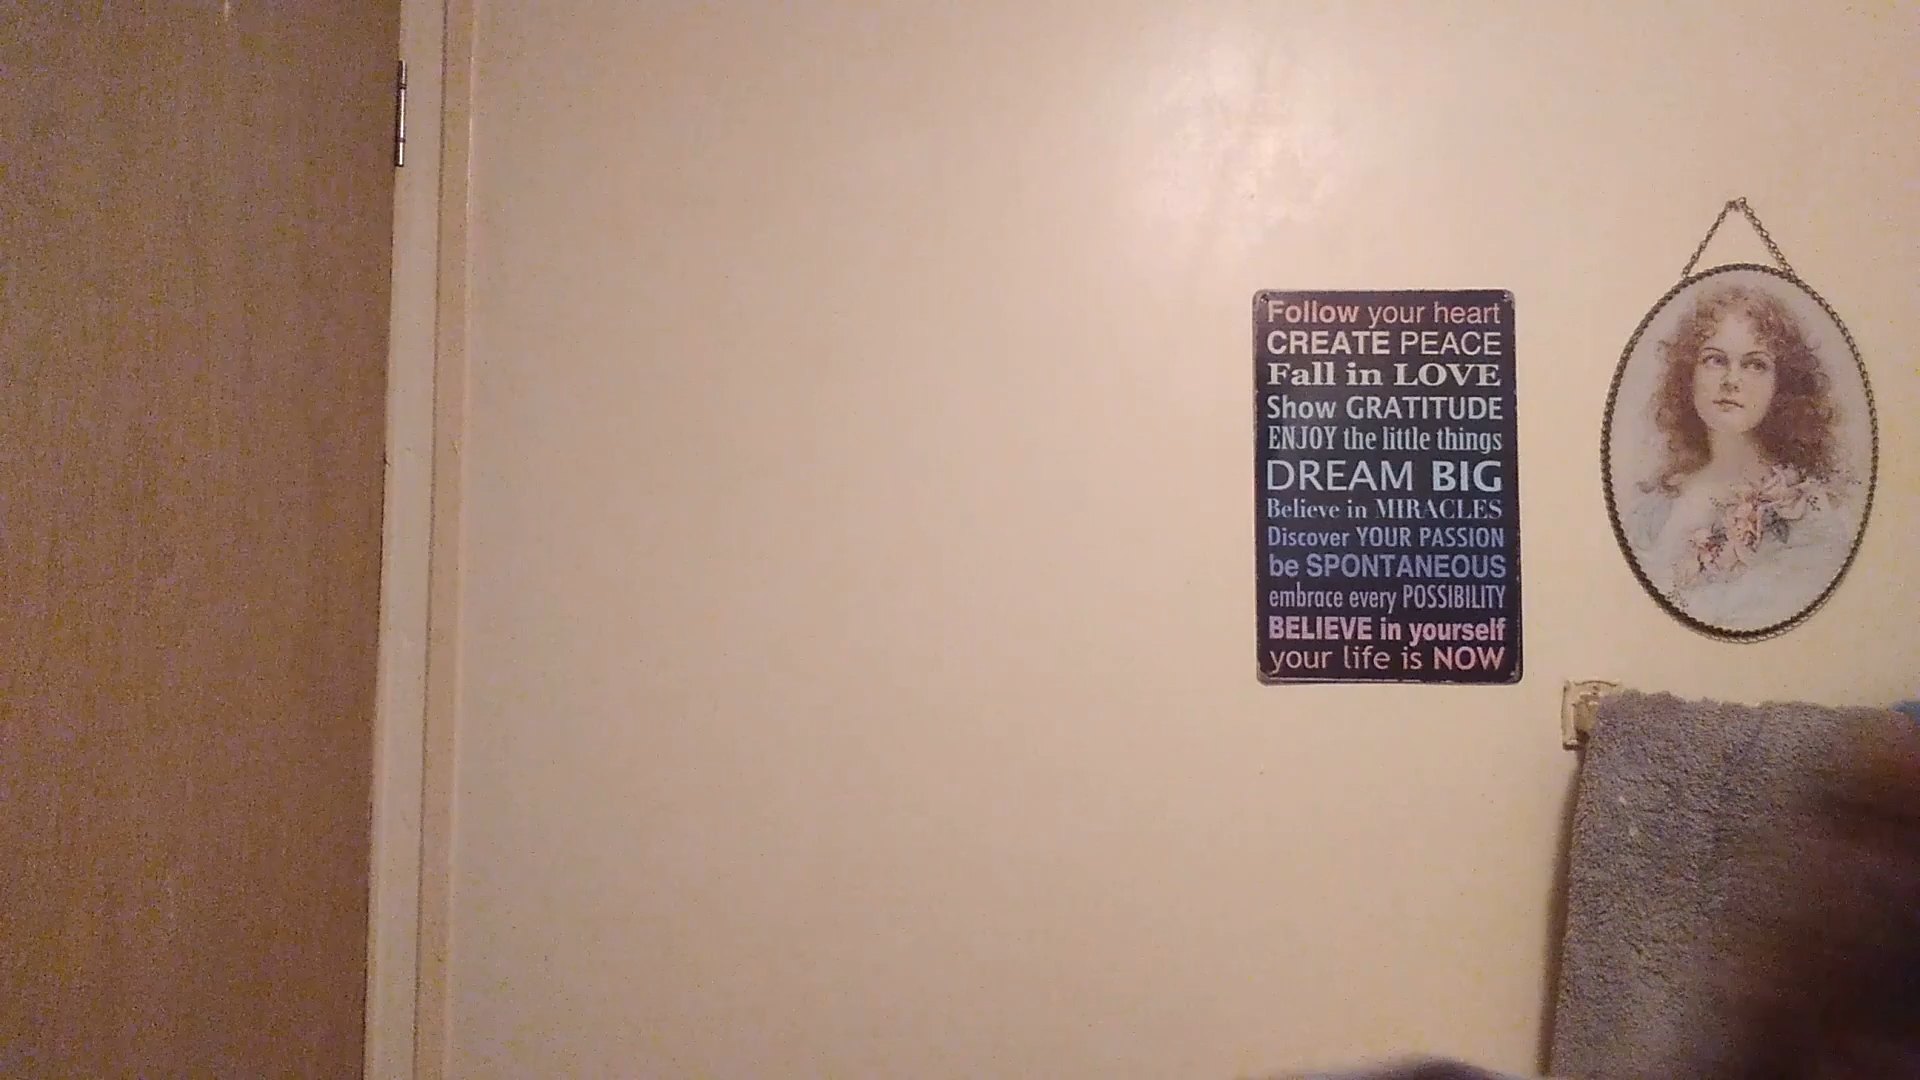 Follow your heart
CREATE PEACE
Fall in LOVE
Show GRATITUDE
ENJOY the little things
DREAM BIG
Believe in MIRACLES
Discover YOUR PASSION
be SPONTANEOUS
embrace every POSSIBILITY
BELIEVE in yourself
your life is NOW